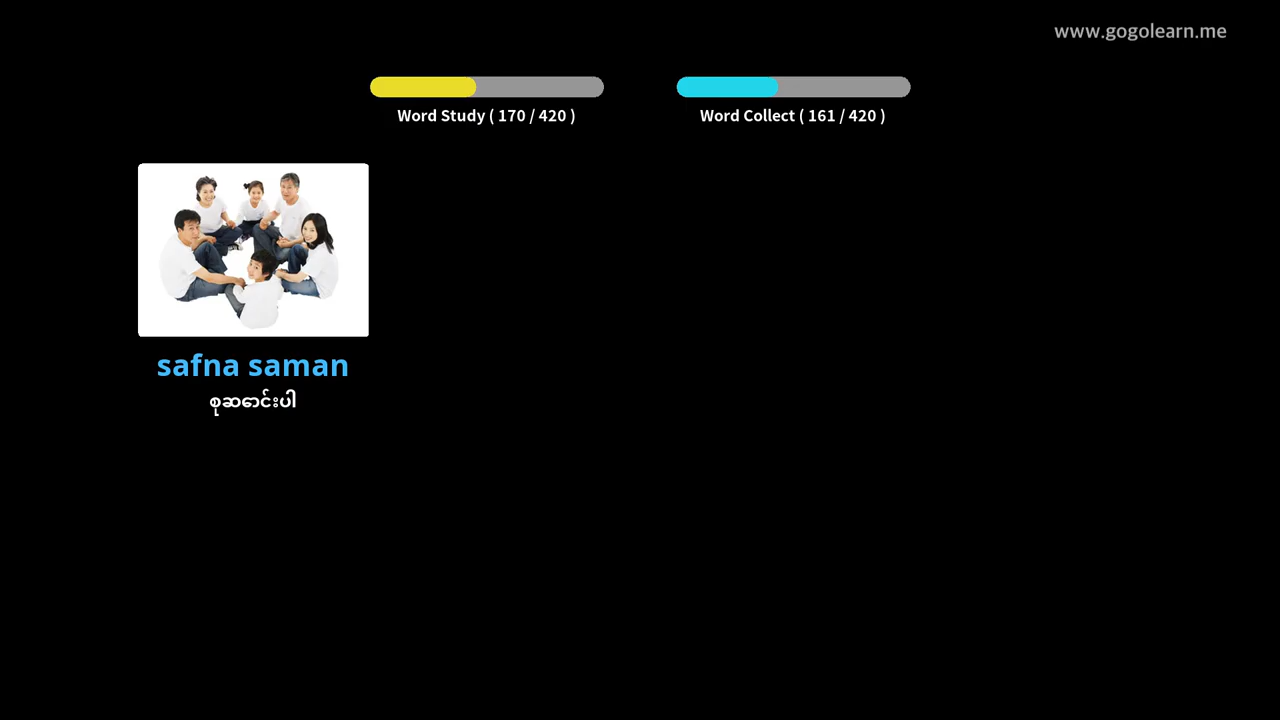 www.gogolearn.me
Word Study ( 170 / 420 )
Word Collect ( 161 / 420 )
safna saman
စုဆောင်းပါ